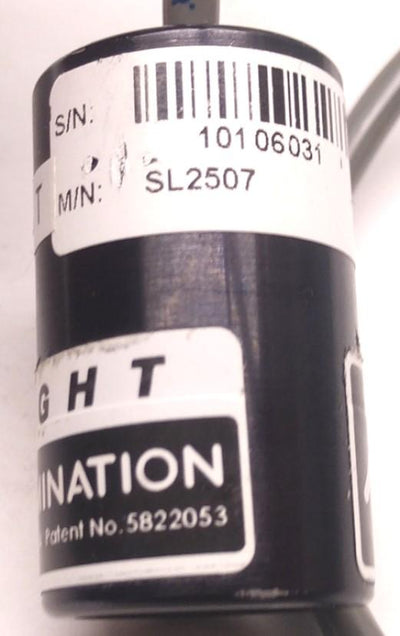 S/N:
10106031
T M/N: SL2507
GHT
INATION
Patent No. 5822053